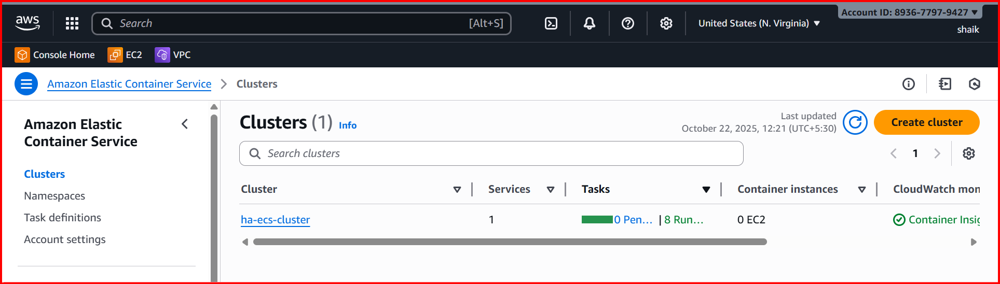 aws
Search [Alt+S]
United States (N. Virginia)
Account ID: 8936-7797-9427
shaik
Console Home EC2 VPC
Amazon Elastic Container Service Clusters
Amazon Elastic
Container Service
Clusters
Namespaces
Task definitions
Account settings
Clusters (1) Info
Last updated
October 22, 2025, 12:21 (UTC+5:30)
Create cluster
Search clusters
1
Cluster Services Tasks Container instances CloudWatch mon
ha-ecs-cluster 1 0 Pen… | 8 Run… 0 EC2 Container Insig